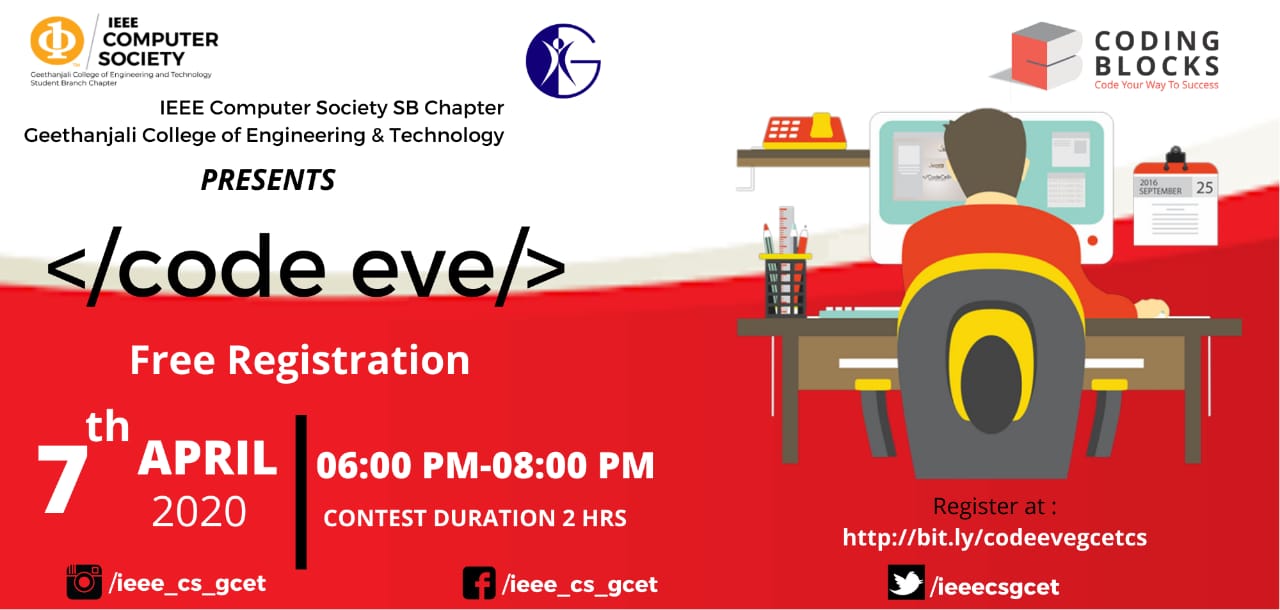 IEEE
COMPUTER
SOCIETY
Geethanjali College of Engineering and Technology
Student Branch Chapter
G
CODING
BLOCKS
Code Your Way To Success
IEEE Computer Society SB Chapter
Geethanjali College of Engineering & Technology
PRESENTS
</code eve/>
2016
SEPTEMBER
25
Free Registration
7th APRIL
2020
06:00 PM-08:00 PM
CONTEST DURATION 2 HRS
Register at :
http://bit.ly/codeevegcetcs
/ieee_cs_gcet
/ieee_cs_gcet
/ieeecsgcet